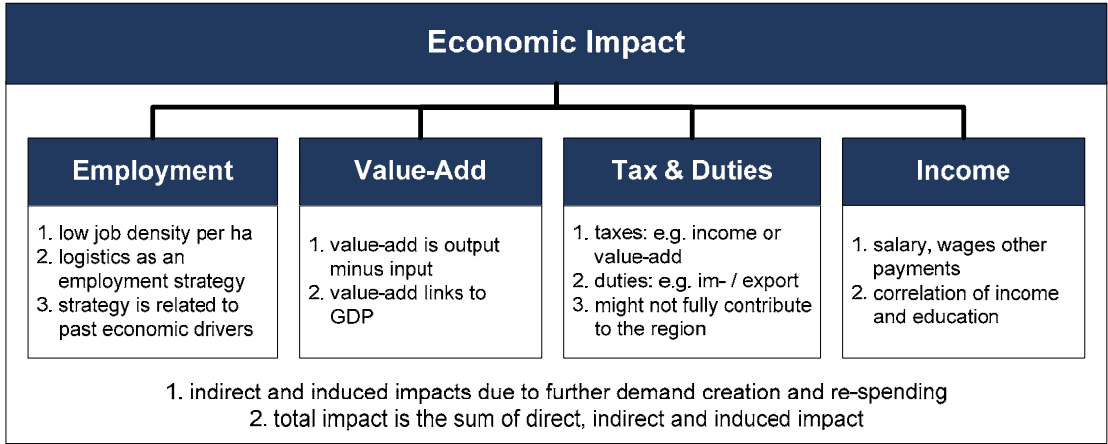 Economic Impact
Employment
1. low job density per ha
2. logistics as an
employment strategy
3. strategy is related to
past economic drivers
Value-Add
1. value-add is output
minus input
2. value-add links to
GDP
Tax & Duties
1. taxes: e.g. income or
value-add
2. duties: e.g. im- / export
3. might not fully contribute
to the region
Income
1. salary, wages other
payments
2. correlation of income
and education
1. indirect and induced impacts due to further demand creation and re-spending
2. total impact is the sum of direct, indirect and induced impact